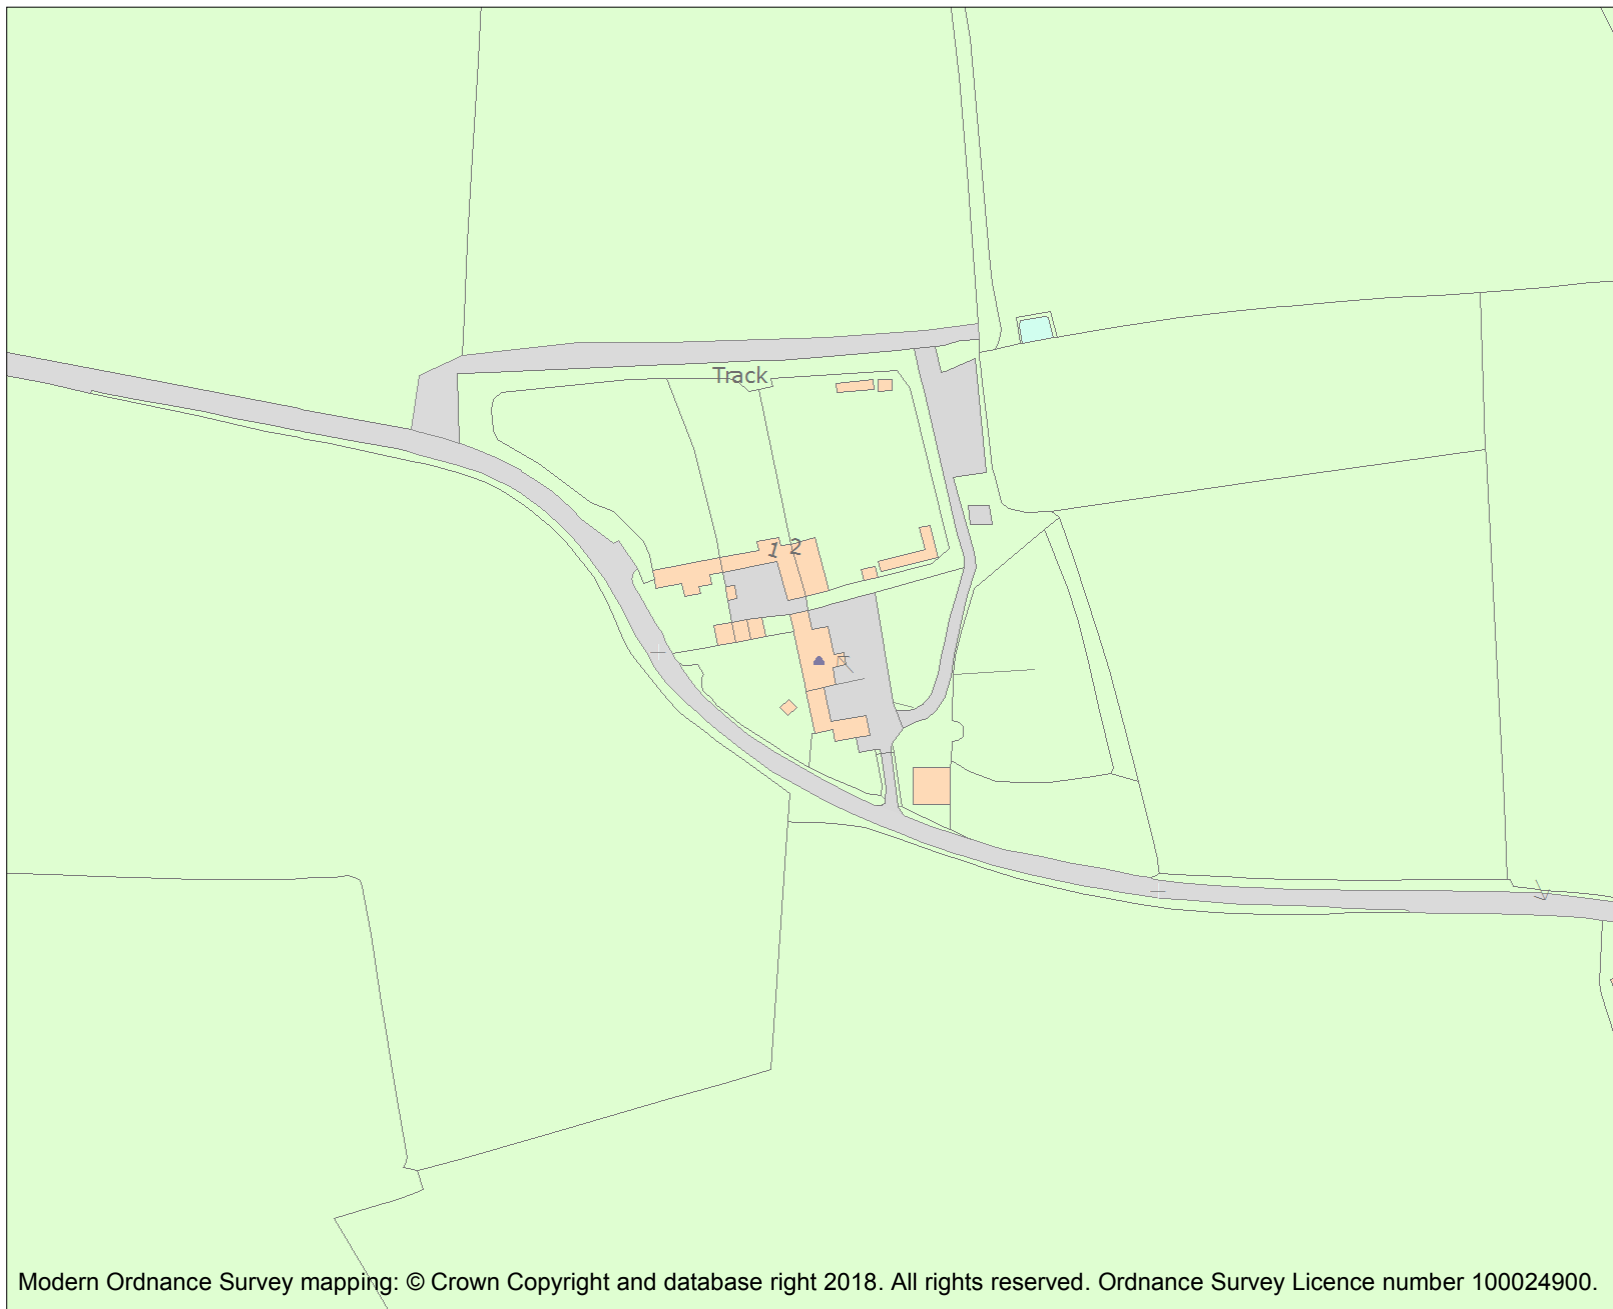 Track
1 2
Modern Ordnance Survey mapping: © Crown Copyright and database right 2018. All rights reserved. Ordnance Survey Licence number 100024900.